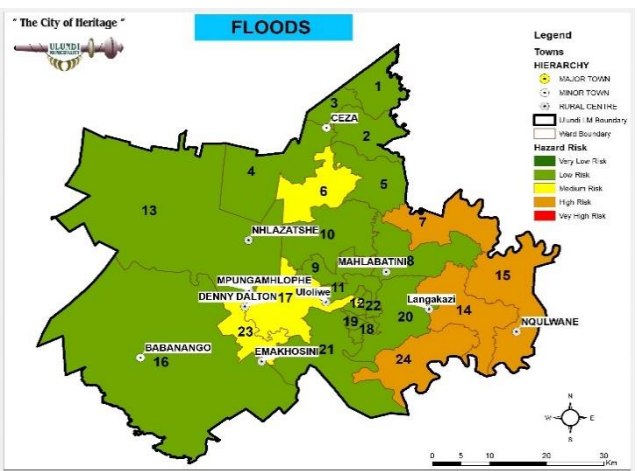 " The City of Heritage "
ULUNDI
MUNICIPALITY
FLOODS
Legend
Towns
HIERARCHY
MAJOR TOWN
MINOR TOWN
RURAL CENTRE
Ulundi LM Boundary
Ward Boundary
Hazard Risk
Very Low Risk
Low Risk
Medium Risk
High Risk
Vey High Risk
1
3
CEZA
2
4
6
5
13
7
NHLAZATSHE
10
MAHLABATINI
8
9
15
MPUNGAMHLOPHE
11
Uloliwe
17
DENNY DALTON
12
22
Langakazi
14
20
19
18
23
NQULWANE
BABANANGO
16
EMAKHOSINI
21
24
N
W
E
S
0 5 10 20 30
Km